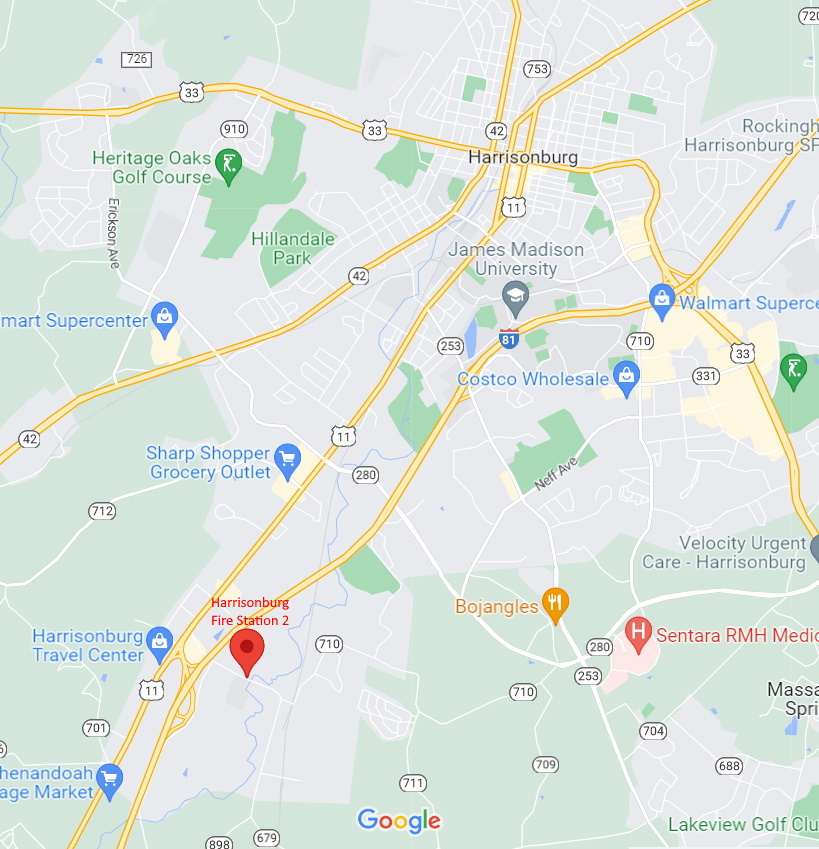 720
726
753
33
910
33
42
Rockingh
Harrisonburg SP
Harrisonburg
Heritage Oaks
Golf Course
11
Erickson Ave
Hillandale
Park
James Madison
University
42
mart Supercenter
Walmart Superce
81
253
710
33
331
Costco Wholesale
42
11
Sharp Shopper
Grocery Outlet
280
Neff Ave
712
Velocity Urgent
Care - Harrisonburg
Harrisonburg
Fire Station 2
Bojangles
Harrisonburg
Travel Center
710
H
Sentara RMH Medic
280
253
11
710
Massa
Spri
701
704
6
709
688
henandoah
age Market
711
Google
Lakeview Golf Clu
679
898